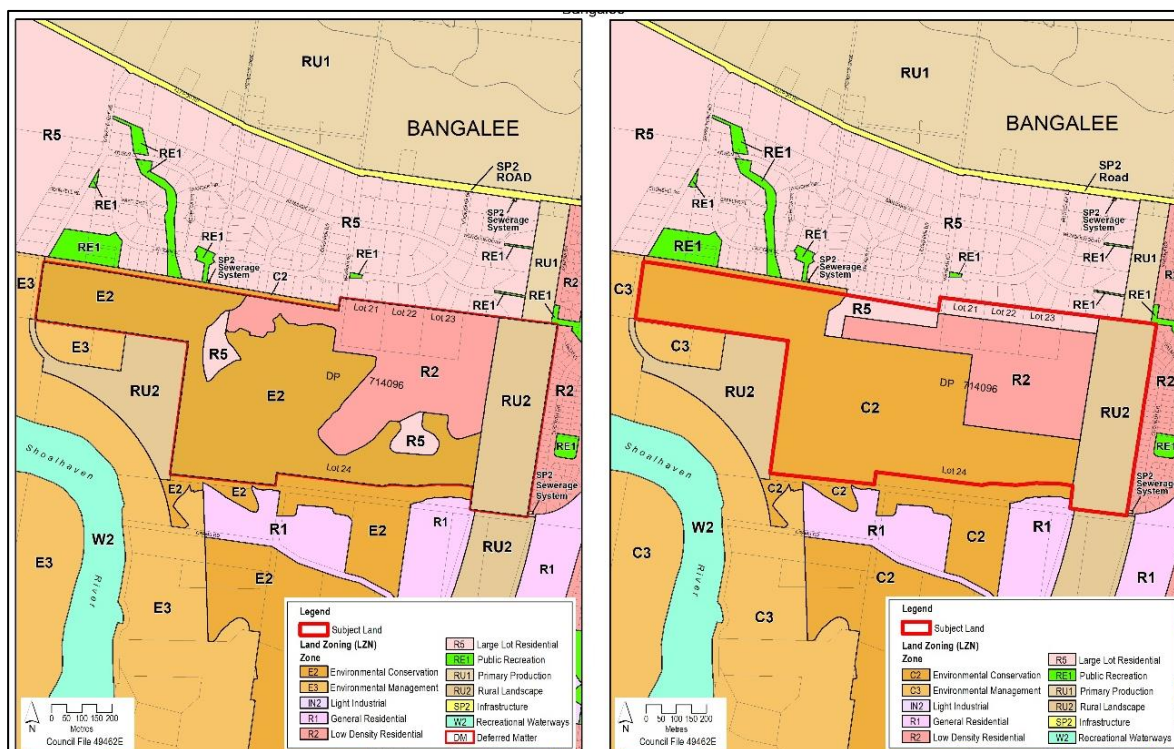 Bangalee
RU1
BANGALEE
R5
RE1
RE1
SP2
ROAD
R5
SP2
Sewerage
System
RE1
RE1
RE1
SP2
Sewerage
System
RE1
RE1
RU1
RE1
R2
C2
E3
E2
Lot 21
Lot 22
Lot 23
R5
E3
RU2
E2
DP 714096
R2
R5
RU2
R2
RE1
Lot 24
SP2
Sewerage
System
Shoalhaven
River
W2
E2
E2
R1
E2
R1
RU2
R1
E3
E3
E2
Legend
Subject Land
Land Zoning (LZN)
Zone
E2 Environmental Conservation
E3 Environmental Management
IN2 Light Industrial
R1 General Residential
R2 Low Density Residential
R5 Large Lot Residential
RE1 Public Recreation
RU1 Primary Production
RU2 Rural Landscape
SP2 Infrastructure
W2 Recreational Waterways
DM Deferred Matter
N
0 50 100 150 200
Metres
Council File 49462E
RU1
BANGALEE
R5
RE1
RE1
SP2
Road
R5
SP2
Sewerage
System
RE1
RE1
RE1
SP2
Sewerage
System
RE1
RE1
RU1
RE1
R2
C3
E2
R5
Lot 21
Lot 22
Lot 23
C3
RU2
C2
DP 714096
R2
RU2
R2
RE1
Lot 24
SP2
Sewerage
System
Shoalhaven
River
W2
C2
C2
R1
C2
R1
RU2
R1
C3
C3
C2
Legend
Subject Land
Land Zoning (LZN)
Zone
C2 Environmental Conservation
C3 Environmental Management
IN2 Light Industrial
R1 General Residential
R2 Low Density Residential
R5 Large Lot Residential
RE1 Public Recreation
RU1 Primary Production
RU2 Rural Landscape
SP2 Infrastructure
W2 Recreational Waterways
N
0 50 100 150 200
Metres
Council File 49462E